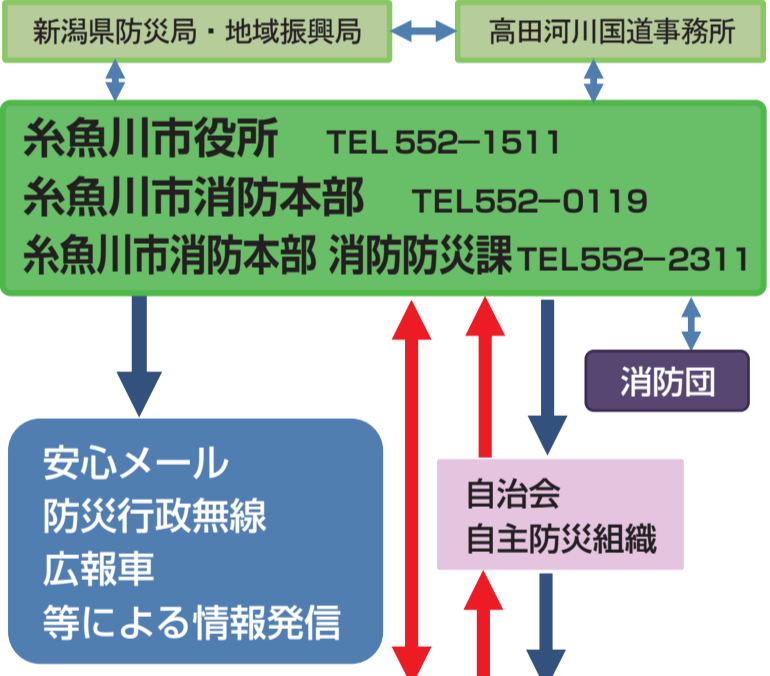 新潟県防災局・地域振興局
高田河川国道事務所
糸魚川市役所 TEL 552−1511
糸魚川市消防本部 TEL552−0119
糸魚川市消防本部 消防防災課 TEL552−2311
消防団
安心メール
防災行政無線
広報車
等による情報発信
自治会
自主防災組織